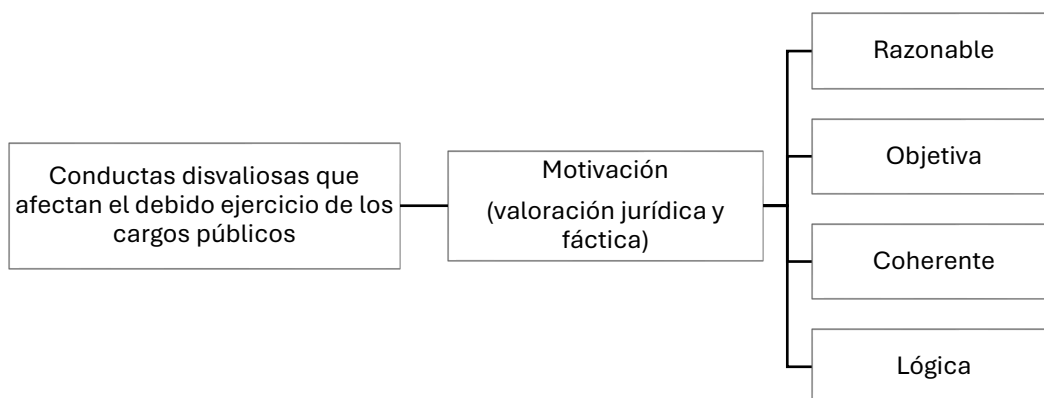 Conductas disvaliosas que
afectan el debido ejercicio de los
cargos públicos
Motivación
(valoración jurídica y
fáctica)
Razonable
Objetiva
Coherente
Lógica